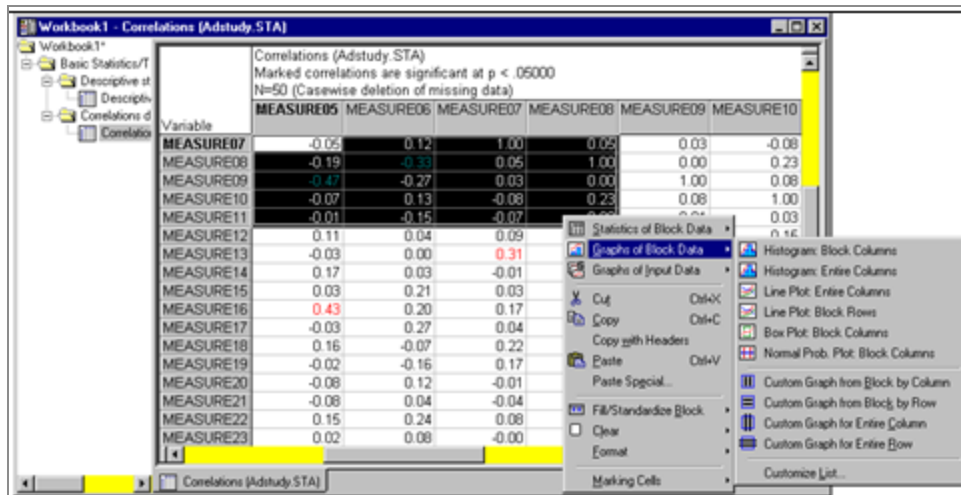 Workbook1 - Correlations (Adstudy.STA)
Workbook1*
Basic Statistics/T
Descriptive st
Descriptiv
Correlations d
Correlatio
Correlations (Adstudy.STA)
Marked correlations are significant at p < .05000
N=50 (Casewise deletion of missing data)
Variable MEASURE05 MEASURE06 MEASURE07 MEASURE08 MEASURE09 MEASURE10
MEASURE07 -0.05 0.12 1.00 0.05 0.03 -0.08
MEASURE08 -0.19 -0.33 0.05 1.00 0.00 0.23
MEASURE09 -0.47 -0.27 0.03 0.00 1.00 0.08
MEASURE10 -0.07 0.13 -0.08 0.23 0.08 1.00
MEASURE11 -0.01 -0.15 -0.07 0.03
MEASURE12 0.11 0.04 0.09 0.16
MEASURE13 -0.03 0.00 0.31
MEASURE14 0.17 0.03 -0.01
MEASURE15 0.03 0.21 0.03
MEASURE16 0.43 0.20 0.17
MEASURE17 -0.03 0.27 0.04
MEASURE18 0.16 -0.07 0.22
MEASURE19 -0.02 -0.16 0.17
MEASURE20 -0.08 0.12 -0.01
MEASURE21 -0.08 0.04 -0.04
MEASURE22 0.15 0.24 0.08
MEASURE23 0.02 0.08 -0.00
Correlations (Adstudy.STA)
Statistics of Block Data
Graphs of Block Data
Graphs of Input Data
Cut Ctrl+X
Copy Ctrl+C
Copy with Headers
Paste Ctrl+V
Paste Special...
Fill/Standardize Block
Clear
Format
Marking Cells
Histogram: Block Columns
Histogram: Entire Columns
Line Plot: Entire Columns
Line Plot: Block Rows
Box Plot: Block Columns
Normal Prob. Plot: Block Columns
Custom Graph from Block by Column
Custom Graph from Block by Row
Custom Graph for Entire Column
Custom Graph for Entire Row
Customize List...